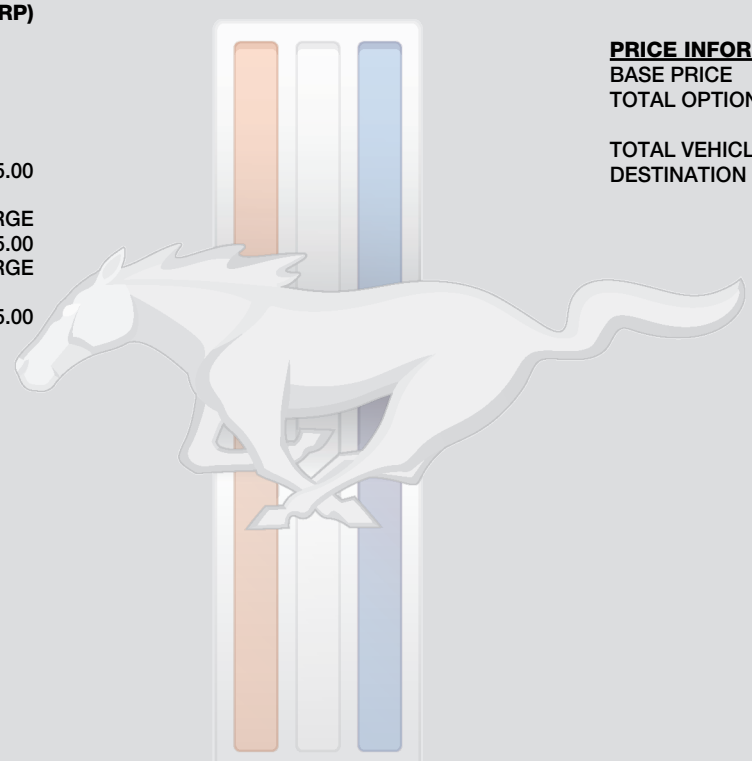 RP)
5.00
RGE
5.00
RGE
5.00
PRICE INFOR
BASE PRICE
TOTAL OPTION
TOTAL VEHICL
DESTINATION